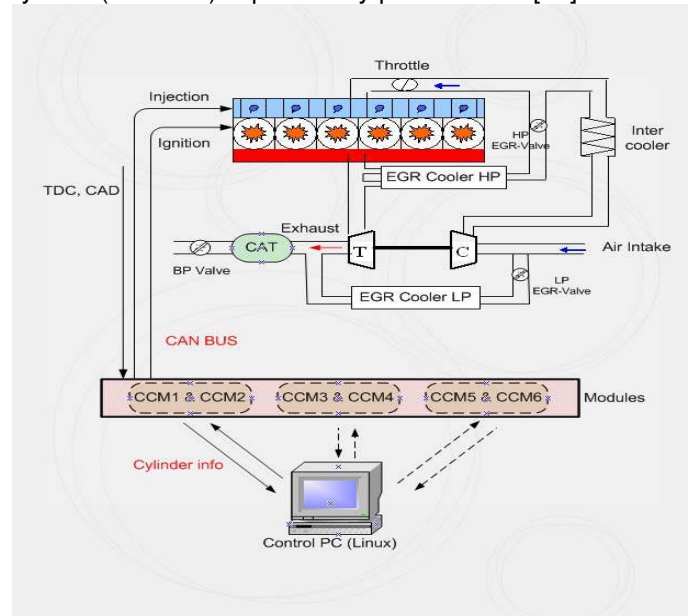 Throttle
Injection
Ignition
HP
EGR-Valve
Inter
cooler
EGR Cooler HP
TDC, CAD
Exhaust
CAT
T
C
Air Intake
BP Valve
EGR Cooler LP
LP
EGR-Valve
CAN BUS
CCM1 & CCM2
CCM3 & CCM4
CCM5 & CCM6
Modules
Cylinder info
Control PC (Linux)